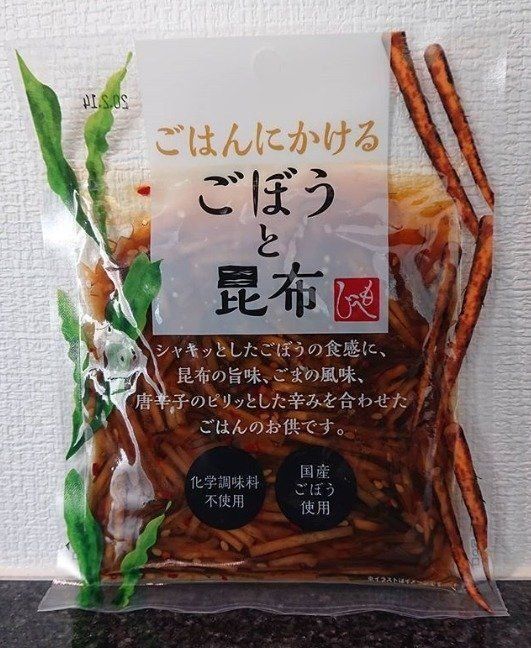 20.2.14
ごはんにかける
ごぼう
と
昆布
シャキッとしたごぼうの食感に、
昆布の旨味、ごまの風味、
唐辛子のピリッとした辛みを合わせた
ごはんのお供です。
化学調味料
不使用
国産
ごぼう
使用